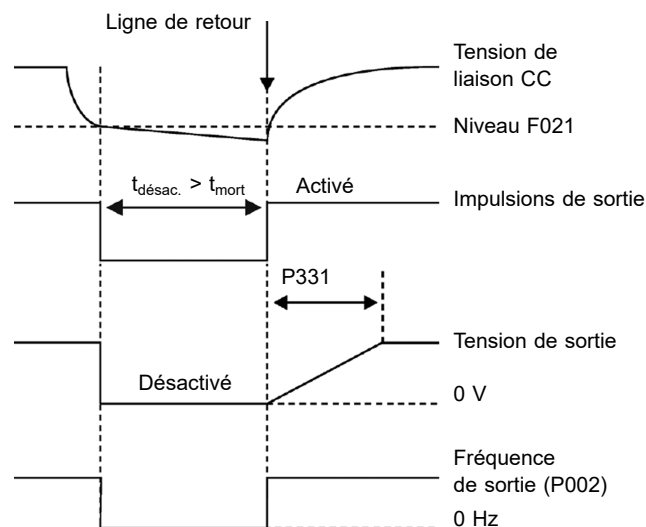 Ligne de retour
Tension de
liaison CC
Niveau F021
tdésac. > tmort
Activé
Impulsions de sortie
P331
Tension de sortie
Désactivé
0 V
Fréquence
de sortie (P002)
0 Hz